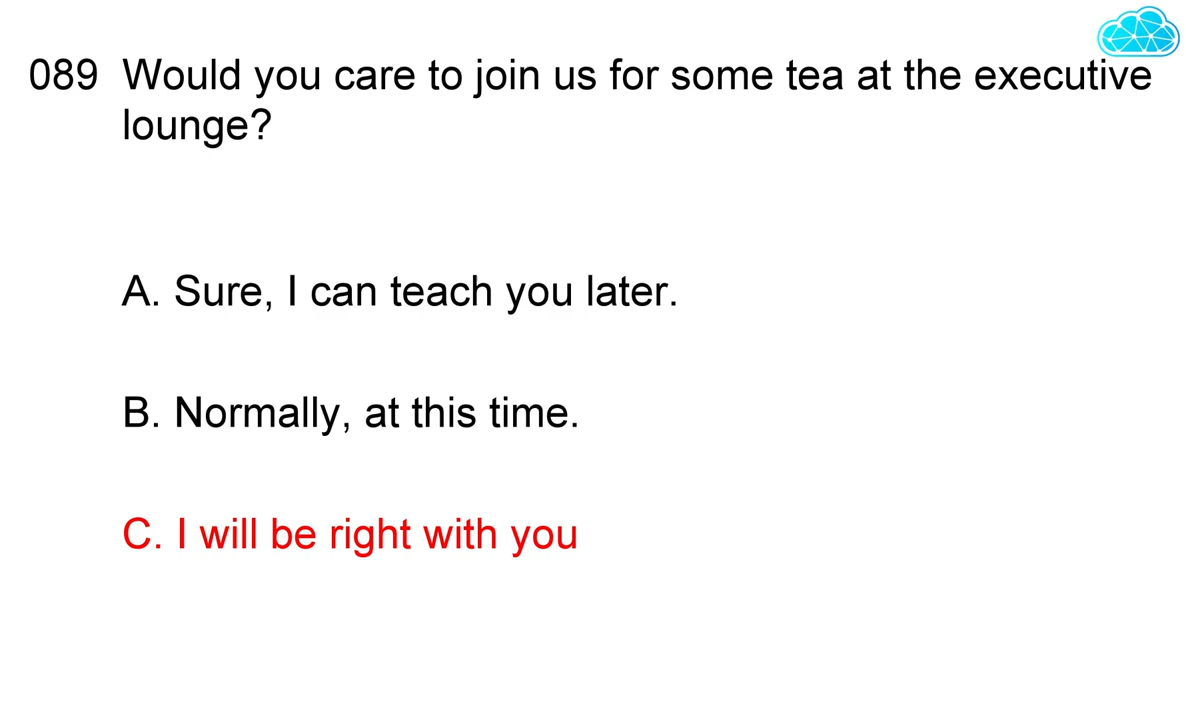 089 Would you care to join us for some tea at the executive
lounge?
A. Sure, I can teach you later.
B. Normally, at this time.
C. I will be right with you